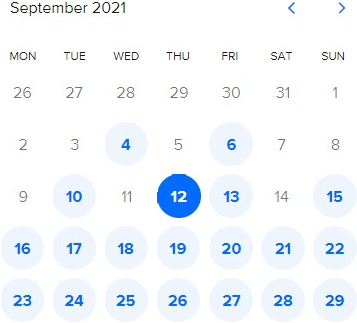 September 2021
MON TUE WED THU FRI SAT SUN
26 27 28 29 30 31 1
2 3 4 5 6 7 8
9 10 11 12 13 14 15
16 17 18 19 20 21 22
23 24 25 26 27 28 29